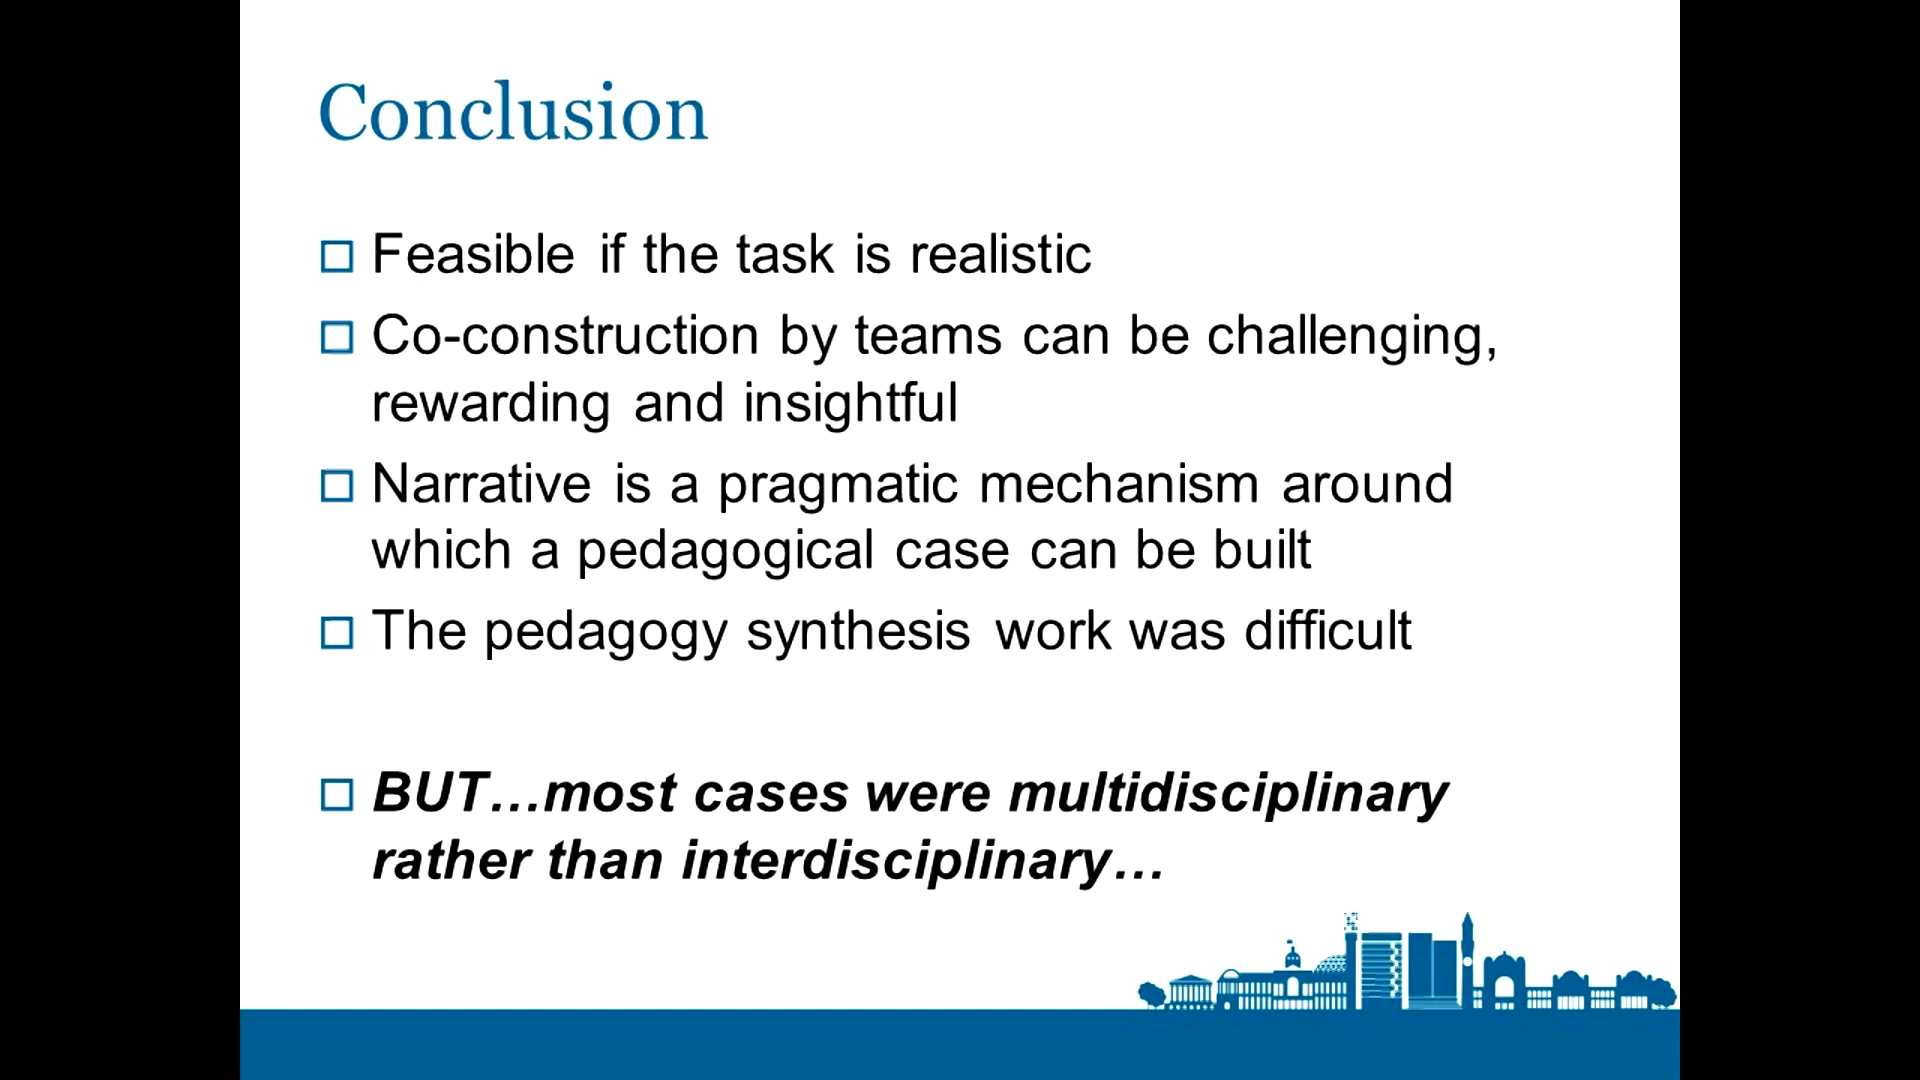 Conclusion
Feasible if the task is realistic
Co-construction by teams can be challenging,
rewarding and insightful
Narrative is a pragmatic mechanism around
which a pedagogical case can be built
The pedagogy synthesis work was difficult
BUT…most cases were multidisciplinary
rather than interdisciplinary…